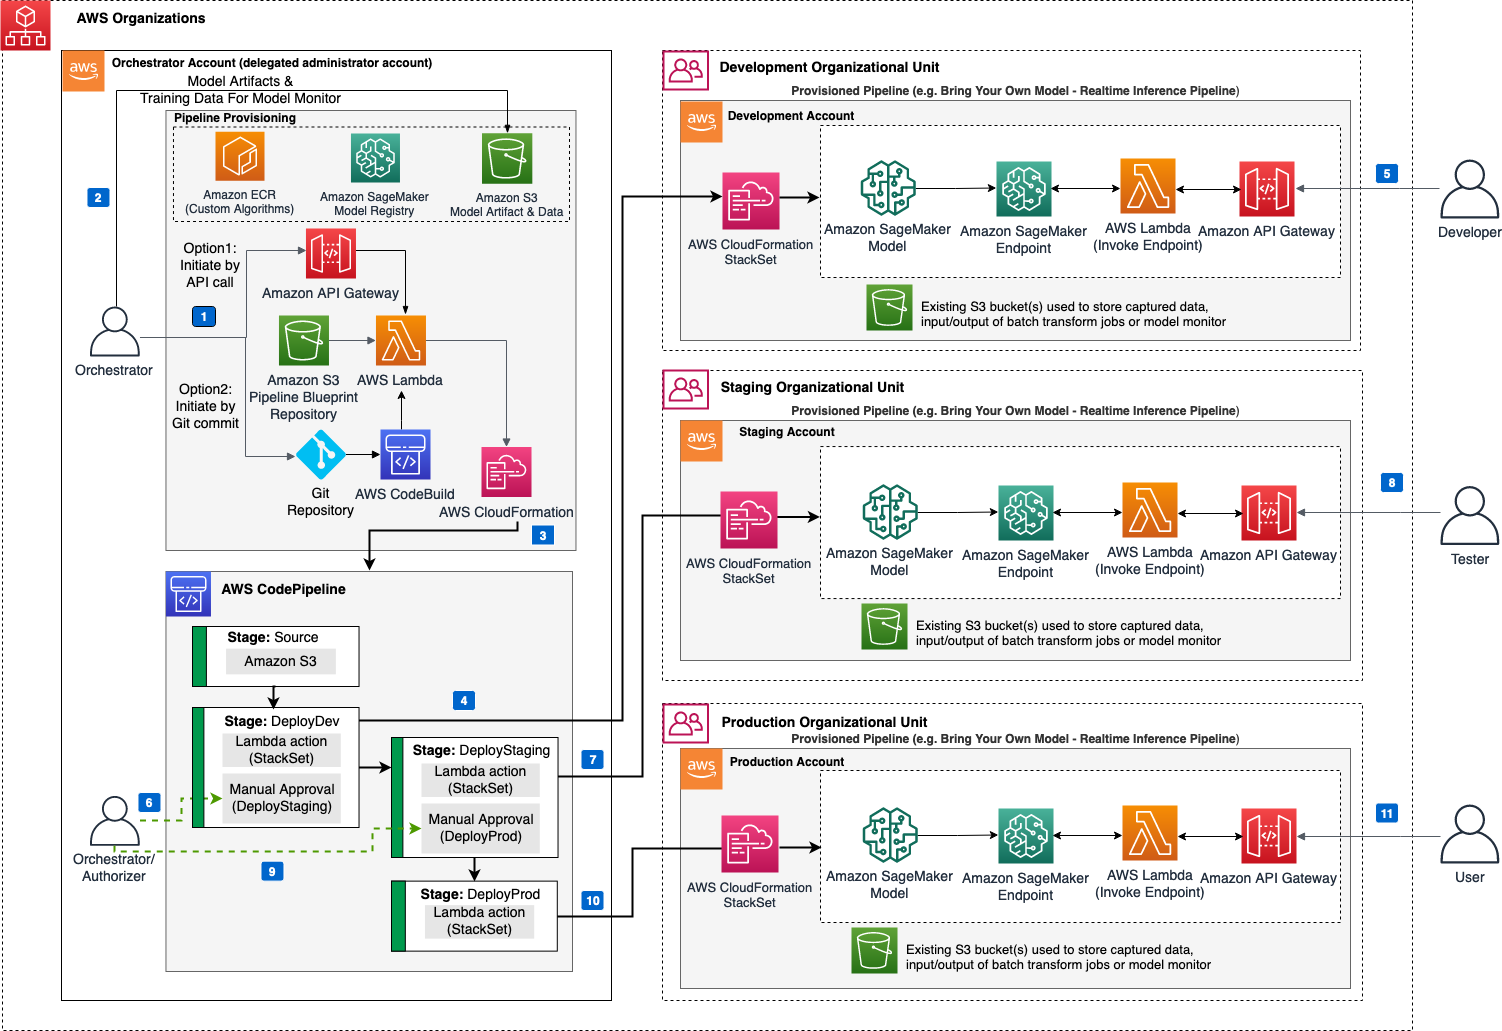 AWS Organizations
aws
Orchestrator Account (delegated administrator account)
Model Artifacts &
Training Data For Model Monitor
Pipeline Provisioning
Amazon ECR
(Custom Algorithms)
Amazon SageMaker
Model Registry
Amazon S3
Model Artifact & Data
2
Option1:
Initiate by
API call
Amazon API Gateway
1
Orchestrator
Amazon S3
Pipeline Blueprint
Repository
AWS Lambda
Option2:
Initiate by
Git commit
Git
Repository
AWS CodeBuild
AWS CloudFormation
3
AWS CodePipeline
Stage: Source
Amazon S3
4
Stage: DeployDev
Lambda action
(StackSet)
Manual Approval
(DeployStaging)
Stage: DeployStaging
Lambda action
(StackSet)
Manual Approval
(DeployProd)
7
6
Orchestrator/
Authorizer
9
Stage: DeployProd
Lambda action
(StackSet)
10
Development Organizational Unit
Provisioned Pipeline (e.g. Bring Your Own Model - Realtime Inference Pipeline)
aws
Development Account
AWS CloudFormation
StackSet
Amazon SageMaker
Model
Amazon SageMaker
Endpoint
AWS Lambda
(Invoke Endpoint)
Amazon API Gateway
5
Developer
Existing S3 bucket(s) used to store captured data,
input/output of batch transform jobs or model monitor
Staging Organizational Unit
Provisioned Pipeline (e.g. Bring Your Own Model - Realtime Inference Pipeline)
aws
Staging Account
AWS CloudFormation
StackSet
Amazon SageMaker
Model
Amazon SageMaker
Endpoint
AWS Lambda
(Invoke Endpoint)
Amazon API Gateway
8
Tester
Existing S3 bucket(s) used to store captured data,
input/output of batch transform jobs or model monitor
Production Organizational Unit
Provisioned Pipeline (e.g. Bring Your Own Model - Realtime Inference Pipeline)
aws
Production Account
AWS CloudFormation
StackSet
Amazon SageMaker
Model
Amazon SageMaker
Endpoint
AWS Lambda
(Invoke Endpoint)
Amazon API Gateway
11
User
Existing S3 bucket(s) used to store captured data,
input/output of batch transform jobs or model monitor